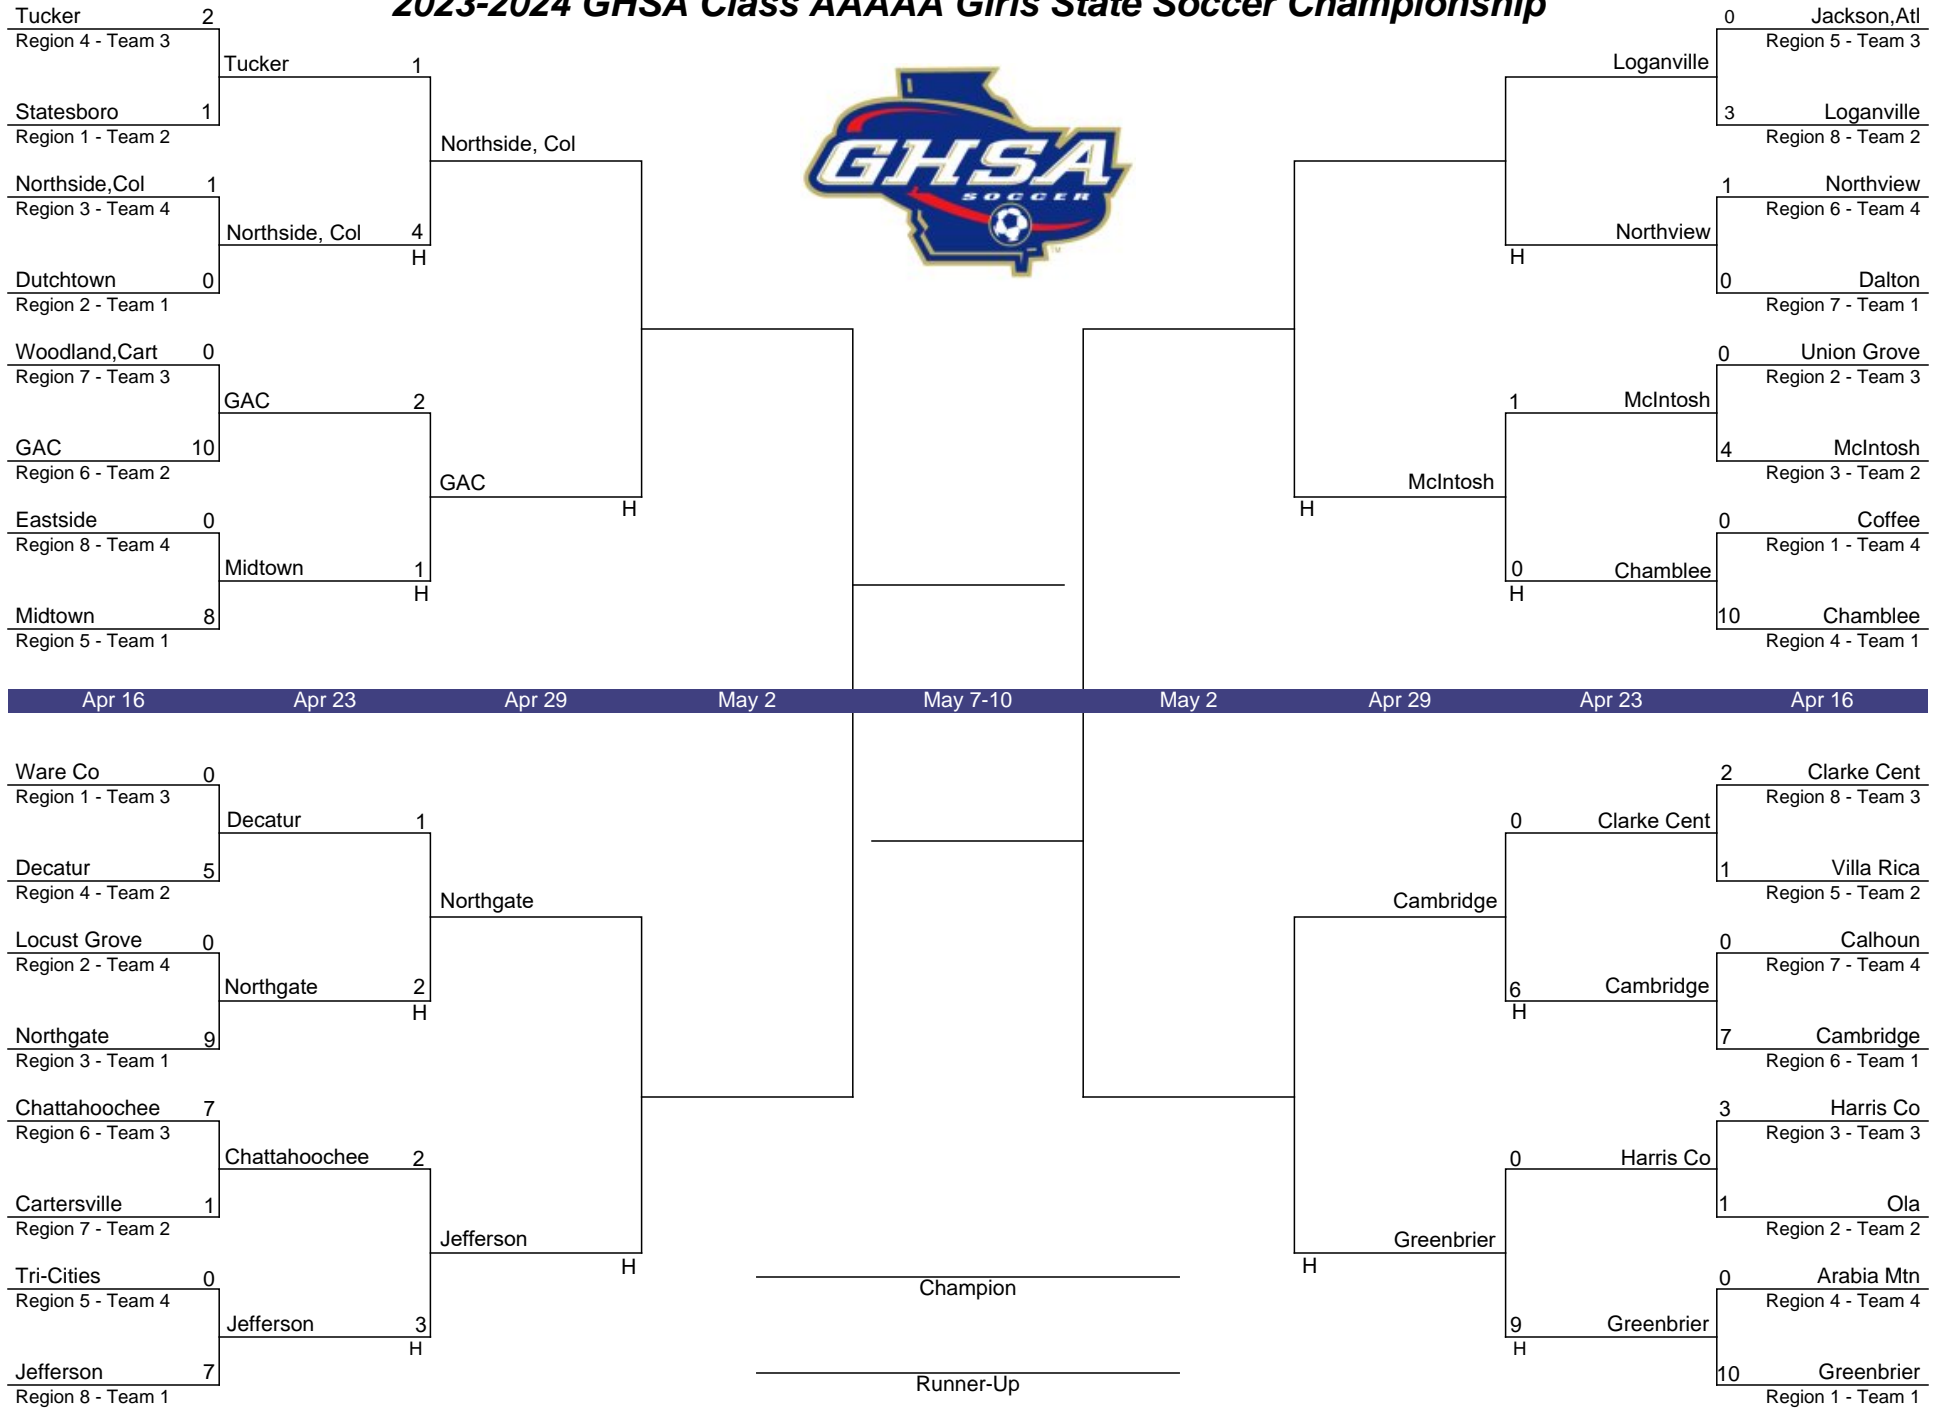 2023-2024 GHSA Class AAAAA Girls State Soccer Championship
Tucker 2
Region 4 - Team 3
Tucker 1
Statesboro 1
Region 1 - Team 2
Northside, Col
Northside,Col 1
Region 3 - Team 4
Northside, Col 4
H
Dutchtown 0
Region 2 - Team 1
Woodland,Cart 0
Region 7 - Team 3
GAC 2
GAC 10
Region 6 - Team 2
GAC
H
Eastside 0
Region 8 - Team 4
Midtown 1
H
Midtown 8
Region 5 - Team 1
GHSA
SOCCER
TM
0 Jackson,Atl
Region 5 - Team 3
Loganville
3 Loganville
Region 8 - Team 2
1 Northview
Region 6 - Team 4
Northview
H
0 Dalton
Region 7 - Team 1
0 Union Grove
Region 2 - Team 3
1 McIntosh
4 McIntosh
Region 3 - Team 2
McIntosh
H
0 Coffee
Region 1 - Team 4
0 Chamblee
H
10 Chamblee
Region 4 - Team 1
Apr 16 Apr 23 Apr 29 May 2 May 7-10 May 2 Apr 29 Apr 23 Apr 16
Ware Co 0
Region 1 - Team 3
Decatur 1
Decatur 5
Region 4 - Team 2
Northgate
Locust Grove 0
Region 2 - Team 4
Northgate 2
H
Northgate 9
Region 3 - Team 1
Chattahoochee 7
Region 6 - Team 3
Chattahoochee 2
Cartersville 1
Region 7 - Team 2
Jefferson
H
Tri-Cities 0
Region 5 - Team 4
Jefferson 3
H
Jefferson 7
Region 8 - Team 1
Champion
Runner-Up
2 Clarke Cent
Region 8 - Team 3
0 Clarke Cent
1 Villa Rica
Region 5 - Team 2
Cambridge
0 Calhoun
Region 7 - Team 4
6 Cambridge
H
7 Cambridge
Region 6 - Team 1
3 Harris Co
Region 3 - Team 3
0 Harris Co
1 Ola
Region 2 - Team 2
Greenbrier
H
0 Arabia Mtn
Region 4 - Team 4
9 Greenbrier
H
10 Greenbrier
Region 1 - Team 1